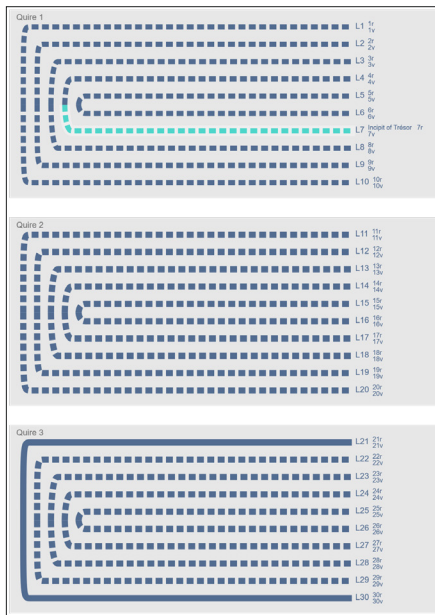 Quire 1
L1 1r
1v
L2 2r
2v
L3 3r
3v
L4 4r
4v
L5 5r
5v
L6 6r
6v
L7 Incipit of Trésor 7r
7v
L8 8r
8v
L9 9r
9v
L10 10r
10v
Quire 2
L11 11r
11v
L12 12r
12v
L13 13r
13v
L14 14r
14v
L15 15r
15v
L16 16r
16v
L17 17r
17v
L18 18r
18v
L19 19r
19v
L20 20r
20v
Quire 3
L21 21r
21v
L22 22r
22v
L23 23r
23v
L24 24r
24v
L25 25r
25v
L26 26r
26v
L27 27r
27v
L28 28r
28v
L29 29r
29v
L30 30r
30v